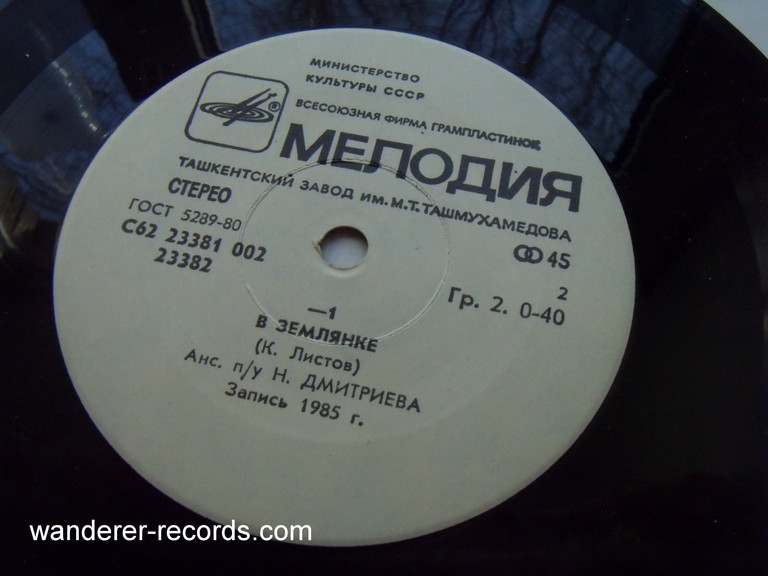 МИНИСТЕРСТВО
КУЛЬТУРЫ СССР
ВСЕСОЮЗНАЯ ФИРМА ГРАМПЛАСТИНОК
®
МЕЛОДИЯ
ТАШКЕНТСКИЙ ЗАВОД ИМ. М.Т. ТАШМУХАМЕДОВА
СТЕРЕО
ГОСТ 5289-80
С62 23381 002
23382
45
2
Гр. 2. 0-40
—1
В ЗЕМЛЯНКЕ
(К. Листов)
Анс. п/у Н. ДМИТРИЕВА
Запись 1985 г.
wanderer-records.com